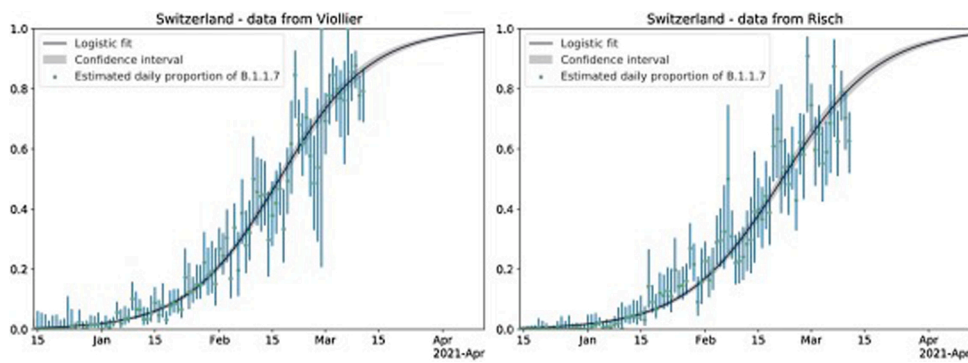 Switzerland - data from Viollier
1.0
Logistic fit
Confidence interval
Estimated daily proportion of B.1.1.7
0.8
0.6
0.4
0.2
0.0
15 Jan 15 Feb 15 Mar 15 Apr
2021-Apr
Switzerland - data from Risch
1.0
Logistic fit
Confidence interval
Estimated daily proportion of B.1.1.7
0.8
0.6
0.4
0.2
0.0
15 Jan 15 Feb 15 Mar 15 Apr
2021-Apr